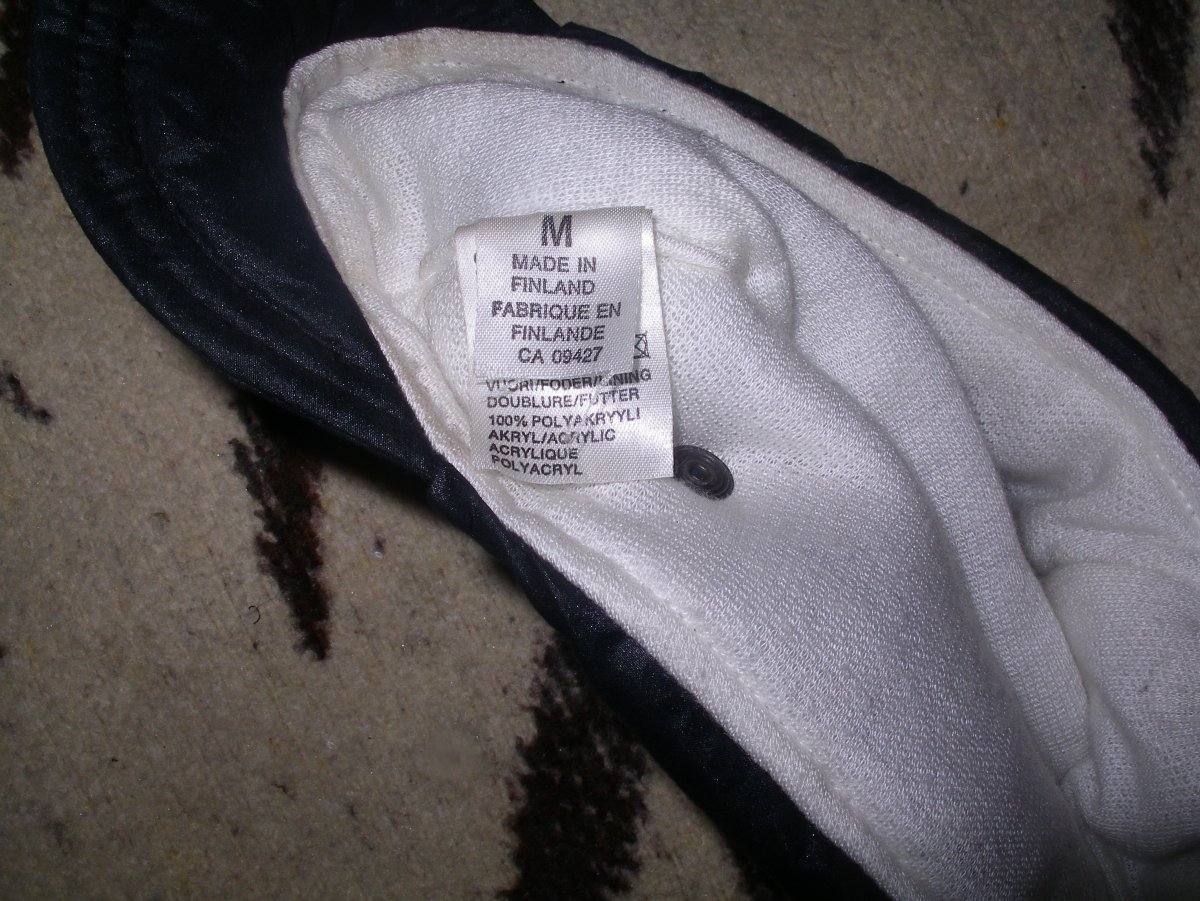 M
MADE IN
FINLAND
FABRIQUE EN
FINLANDE
CA 09427
VUORI/FODER/LINING
DOUBLURE/FUTTER
100% POLYAKRYYLI
AKRYL/ACRYLIC
ACRYLIQUE
POLYACRYL